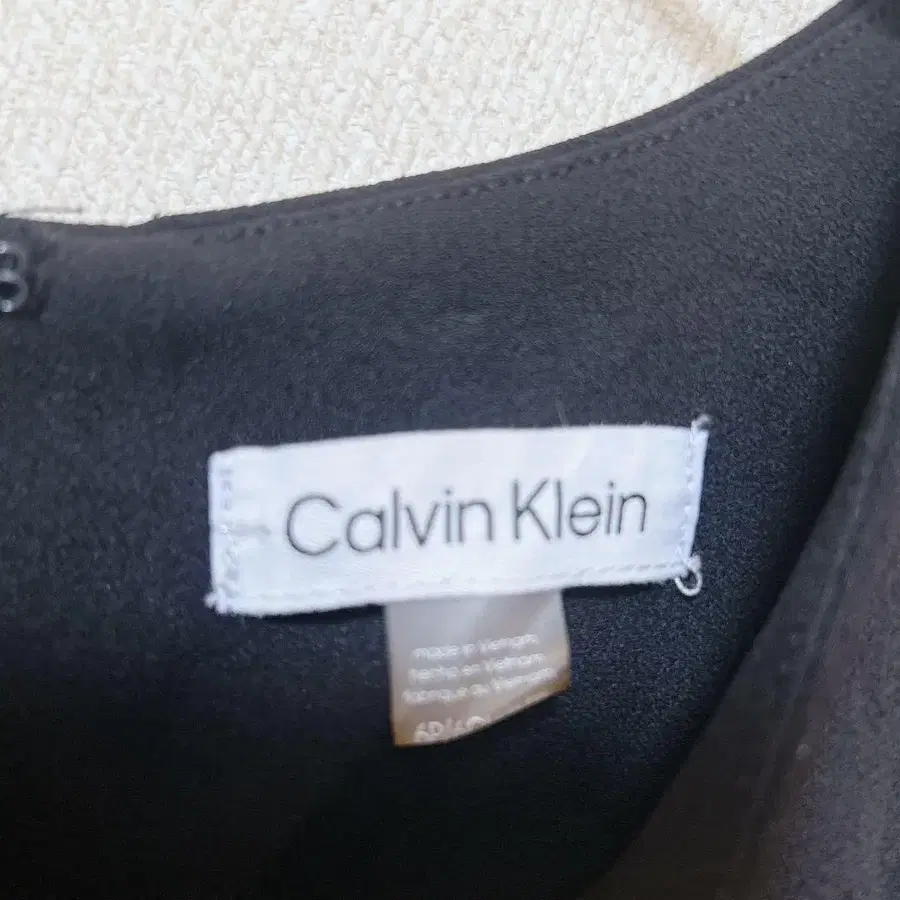 Calvin Klein
made in Vietnam
hecho en Vietnam
fabriqué au Vietnam